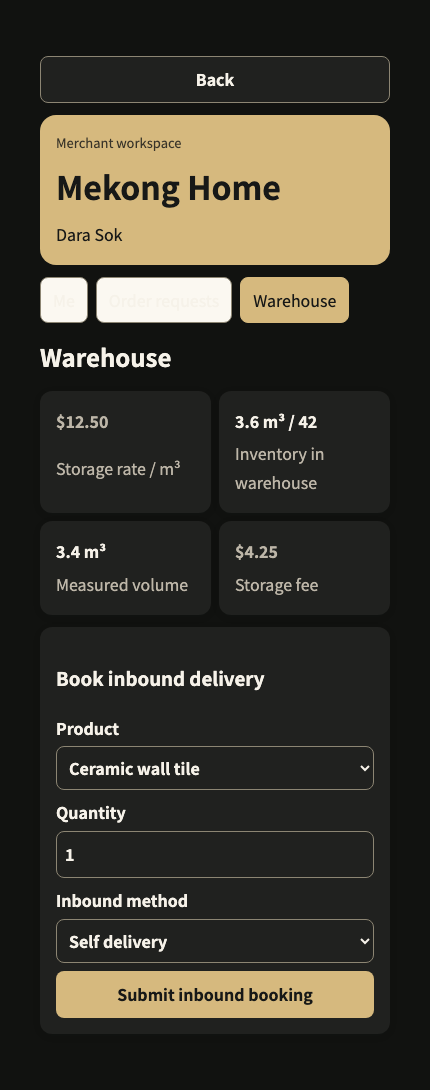 Back
Merchant workspace
Mekong Home
Dara Sok
Me
Order requests
Warehouse
Warehouse
$12.50
Storage rate / m³
3.6 m³ / 42
Inventory in
warehouse
3.4 m³
Measured volume
$4.25
Storage fee
Book inbound delivery
Product
Ceramic wall tile
Quantity
1
Inbound method
Self delivery
Submit inbound booking